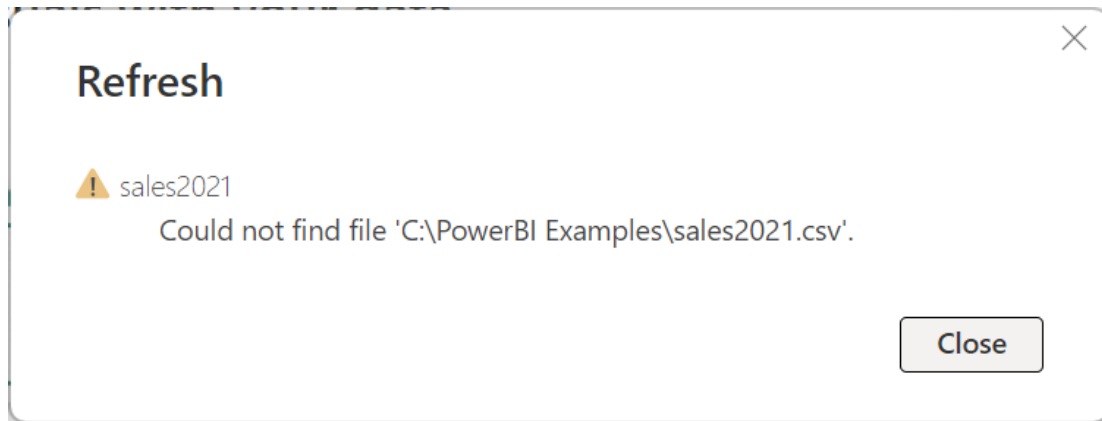 Refresh
sales2021
Could not find file 'C:\PowerBI Examples\sales2021.csv'.
Close